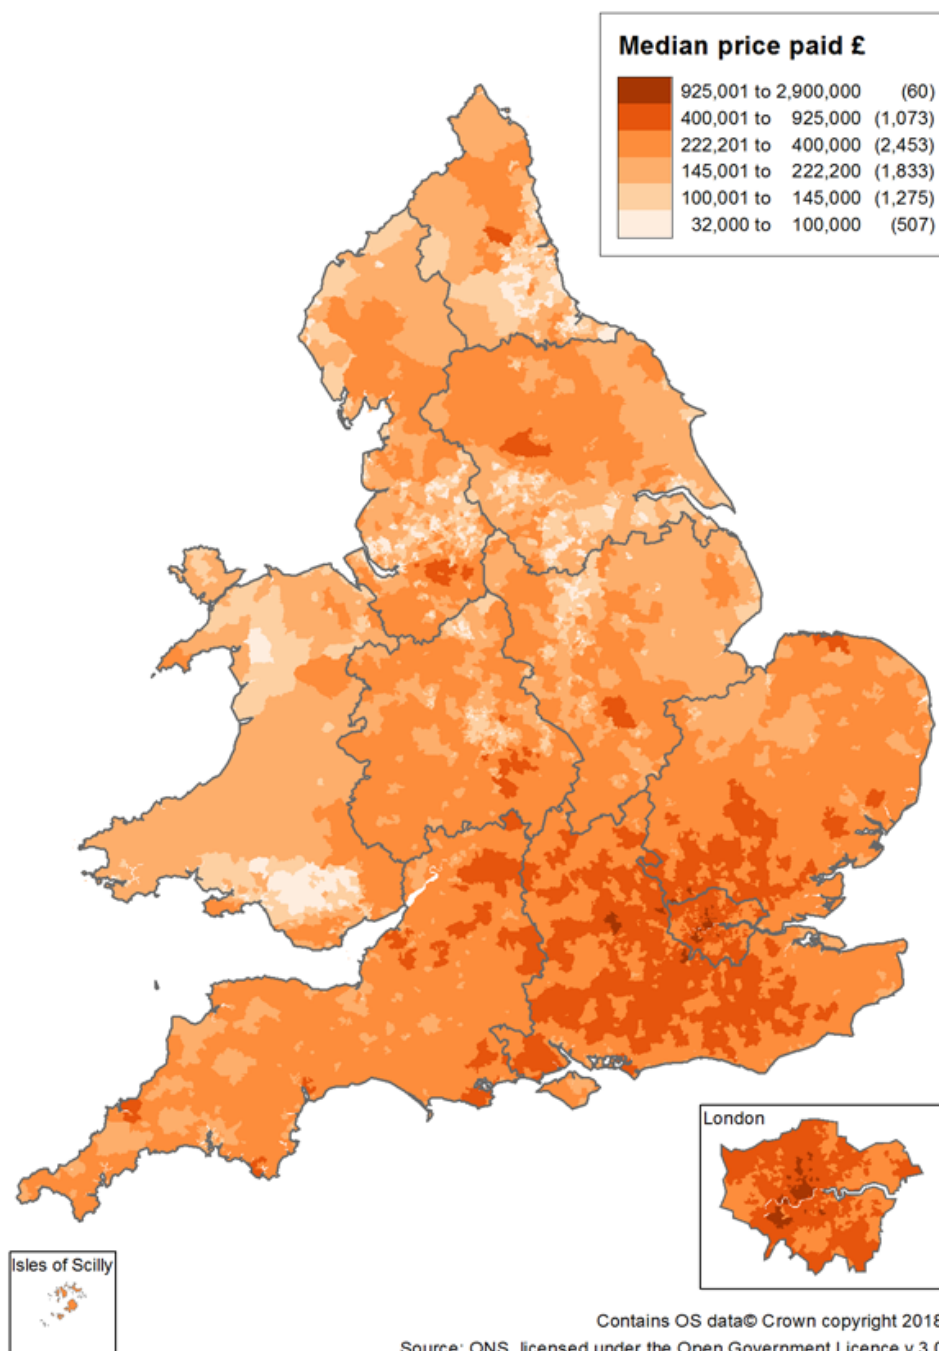 Median price paid £
925,001 to 2,900,000 (60)
400,001 to 925,000 (1,073)
222,201 to 400,000 (2,453)
145,001 to 222,200 (1,833)
100,001 to 145,000 (1,275)
32,000 to 100,000 (507)
London
Isles of Scilly
Contains OS data© Crown copyright 2018
Source: ONS, licensed under the Open Government Licence v.3.0